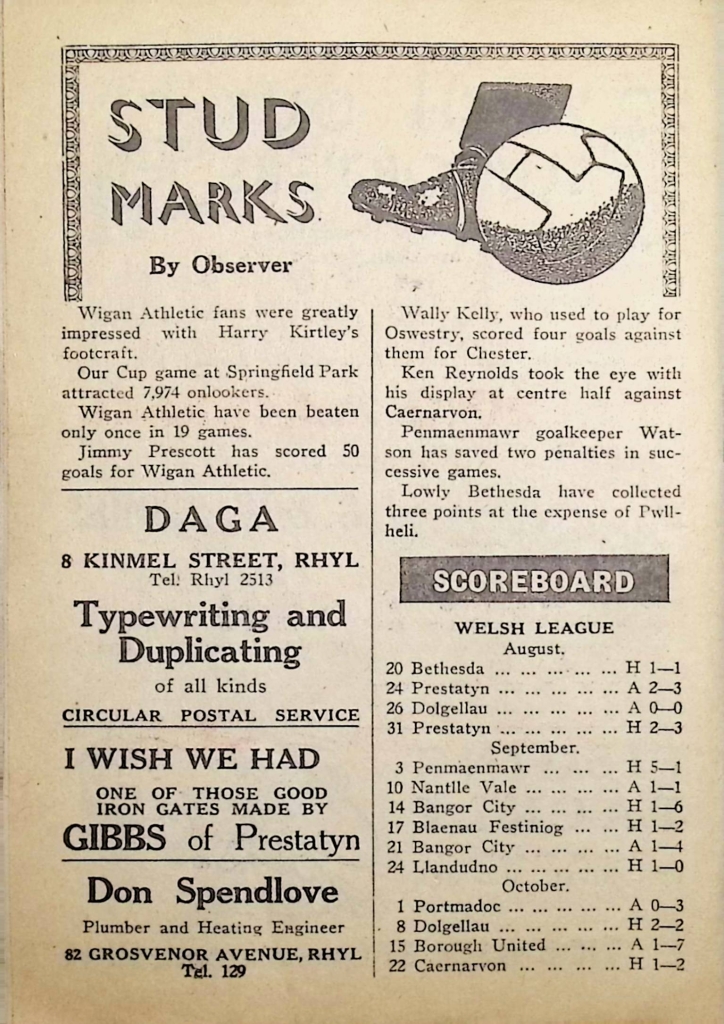 STUD
MARKS
By Observer
Wigan Athletic fans were greatly
impressed with Harry Kirtley's
footcraft.
Our Cup game at Springfield Park
attracted 7,974 onlookers.
Wigan Athletic have been beaten
only once in 19 games.
Jimmy Prescott has scored 50
goals for Wigan Athletic.
DAGA
8 KINMEL STREET, RHYL
Tel: Rhyl 2513
Typewriting and
Duplicating
of all kinds
CIRCULAR POSTAL SERVICE
I WISH WE HAD
ONE OF THOSE GOOD
IRON GATES MADE BY
GIBBS of Prestatyn
Don Spendlove
Plumber and Heating Engineer
82 GROSVENOR AVENUE, RHYL
Tel. 129
Wally Kelly, who used to play for
Oswestry, scored four goals against
them for Chester.
Ken Reynolds took the eye with
his display at centre half against
Caernarvon.
Penmaenmawr goalkeeper Wat-
son has saved two penalties in suc-
cessive games.
Lowly Bethesda have collected
three points at the expense of Pwll-
heli.
SCOREBOARD
WELSH LEAGUE
August.
20 Bethesda ... ... ... ... ... H 1—1
24 Prestatyn ... ... ... ... ... A 2—3
26 Dolgellau ... ... ... ... ... A 0—0
31 Prestatyn ... ... ... ... ... H 2—3
September.
3 Penmaenmawr ... ... ... H 5—1
10 Nantlle Vale ... ... ... ... A 1—1
14 Bangor City ... ... ... ... H 1—6
17 Blaenau Festiniog ... ... H 1—2
21 Bangor City ... ... ... ... A 1—4
24 Llandudno ... ... ... ... ... H 1—0
October.
1 Portmadoc ... ... ... ... ... A 0—3
8 Dolgellau ... ... ... ... ... H 2—2
15 Borough United ... ... ... A 1—7
22 Caernarvon ... ... ... ... H 1—2